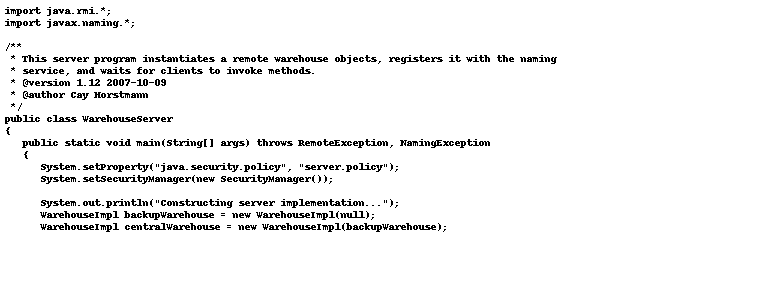 import java.rmi.*;
import javax.naming.*;

/**
 * This server program instantiates a remote warehouse objects, registers it with the naming
 * service, and waits for clients to invoke methods.
 * @version 1.12 2007-10-09
 * @author Cay Horstmann
 */
public class WarehouseServer
{
   public static void main(String[] args) throws RemoteException, NamingException
   {
      System.setProperty("java.security.policy", "server.policy");
      System.setSecurityManager(new SecurityManager());

      System.out.println("Constructing server implementation...");
      WarehouseImpl backupWarehouse = new WarehouseImpl(null);
      WarehouseImpl centralWarehouse = new WarehouseImpl(backupWarehouse);